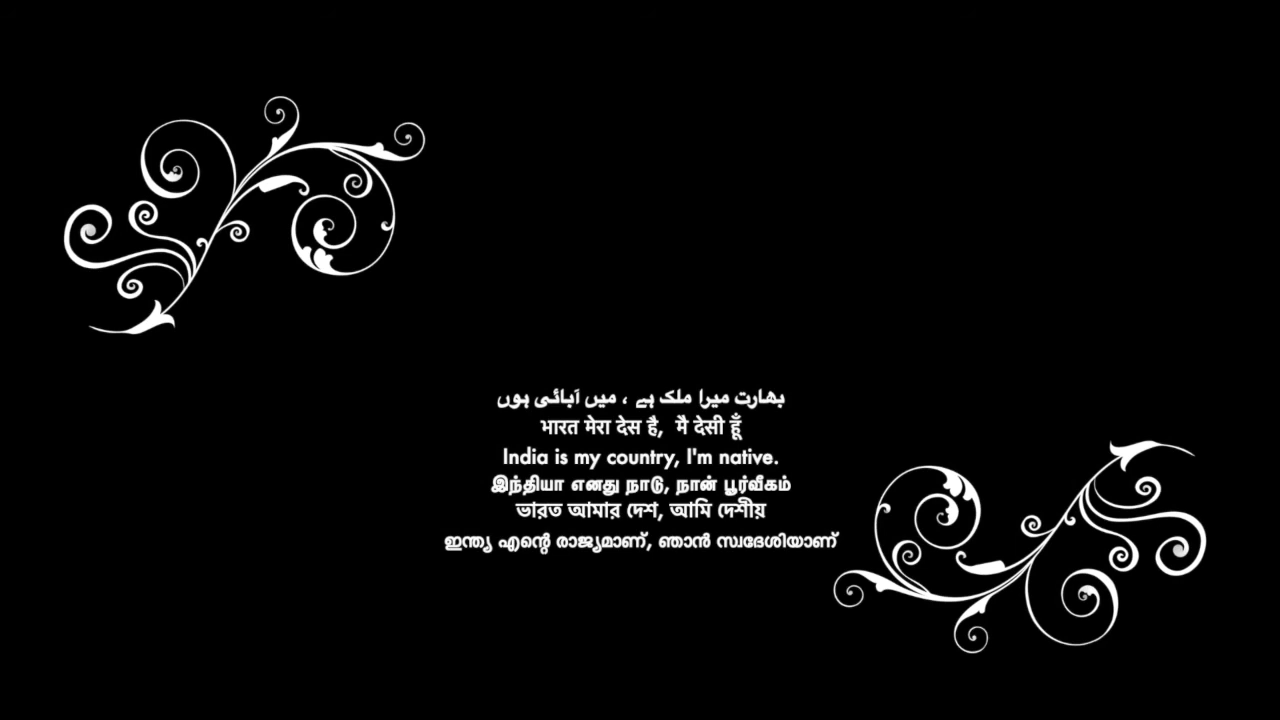 بھارت میرا ملک ہے ، میں آبائی ہوں
भारत मेरा देस है, मै देसी हूँ
India is my country, I'm native.
இந்தியா எனது நாடு, நான் பூர்வீகம்
ভারত আমার দেশ, আমি দেশীয়
ഇന്ത്യ എന്റെ രാജ്യമാണ്, ഞാൻ സ്വദേശിയാണ്